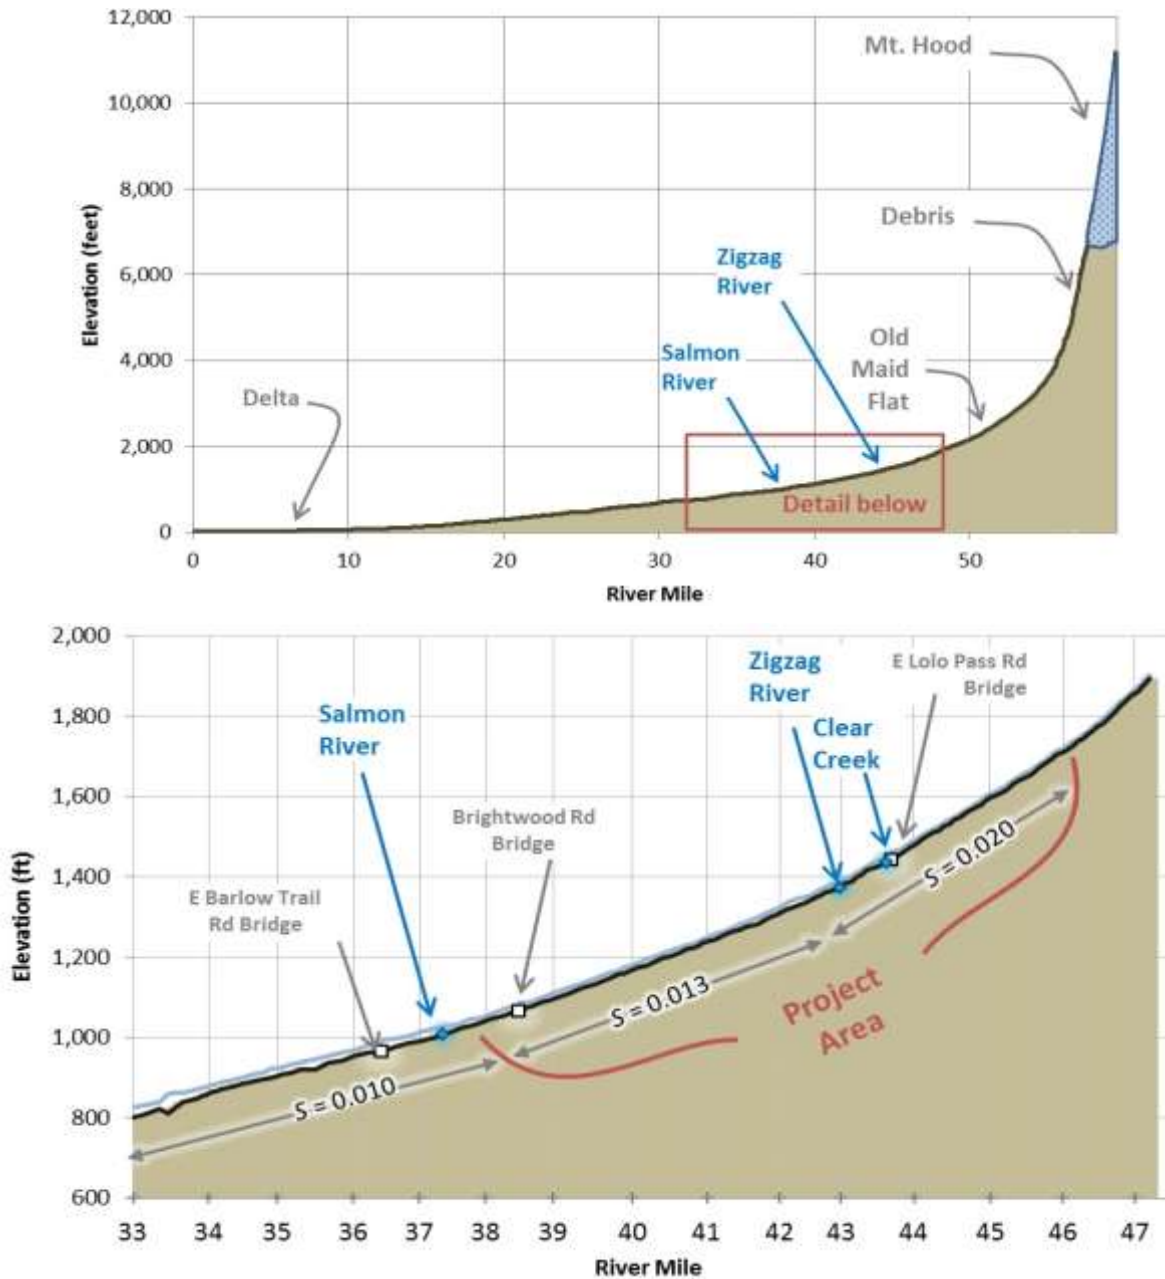 12,000
10,000
8,000
6,000
4,000
2,000
0
Elevation (feet)
Mt. Hood
Debris
Zigzag
River
Salmon
River
Old
Maid
Flat
Delta
Detail below
0 10 20 30 40 50
River Mile
2,000
1,800
1,600
1,400
1,200
1,000
800
600
Elevation (ft)
Zigzag
River
E Lolo Pass Rd
Bridge
Salmon
River
Clear
Creek
Brightwood Rd
Bridge
E Barlow Trail
Rd Bridge
S = 0.020
S = 0.013
S = 0.010
Project
Area
33 34 35 36 37 38 39 40 41 42 43 44 45 46 47
River Mile